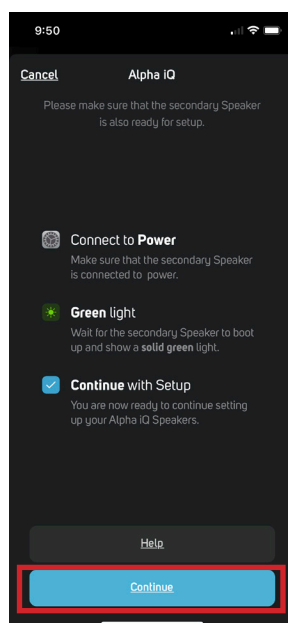 9:50
Cancel
Alpha iQ
Please make sure that the secondary Speaker
is also ready for setup.
Connect to Power
Make sure that the secondary Speaker
is connected to power.
Green light
Wait for the secondary Speaker to boot
up and show a solid green light.
Continue with Setup
You are now ready to continue setting
up your Alpha iQ Speakers.
Help
Continue